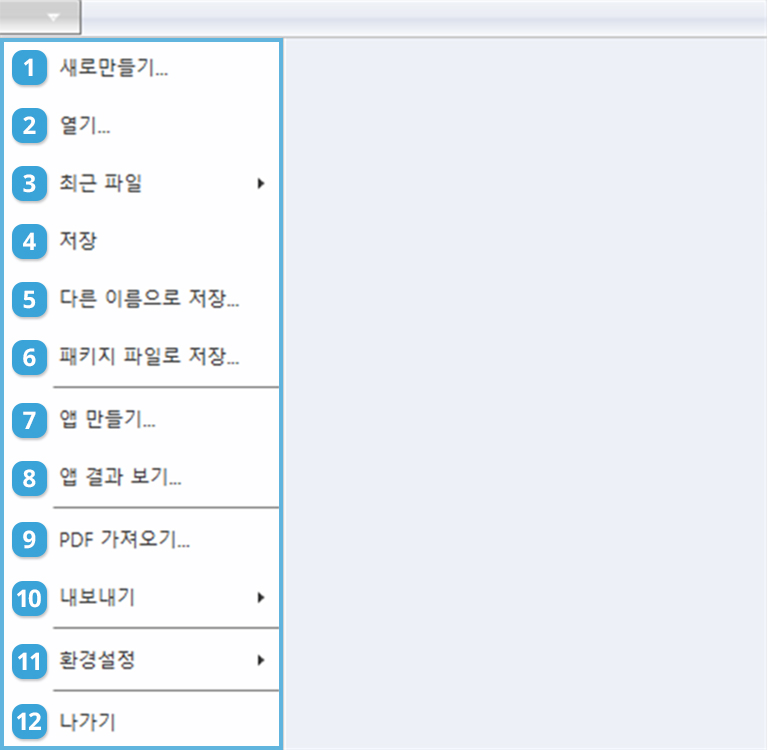 1 새로만들기...
2 열기...
3 최근 파일
4 저장
5 다른 이름으로 저장...
6 패키지 파일로 저장...
7 앱 만들기...
8 앱 결과 보기...
9 PDF 가져오기...
10 내보내기
11 환경설정
12 나가기